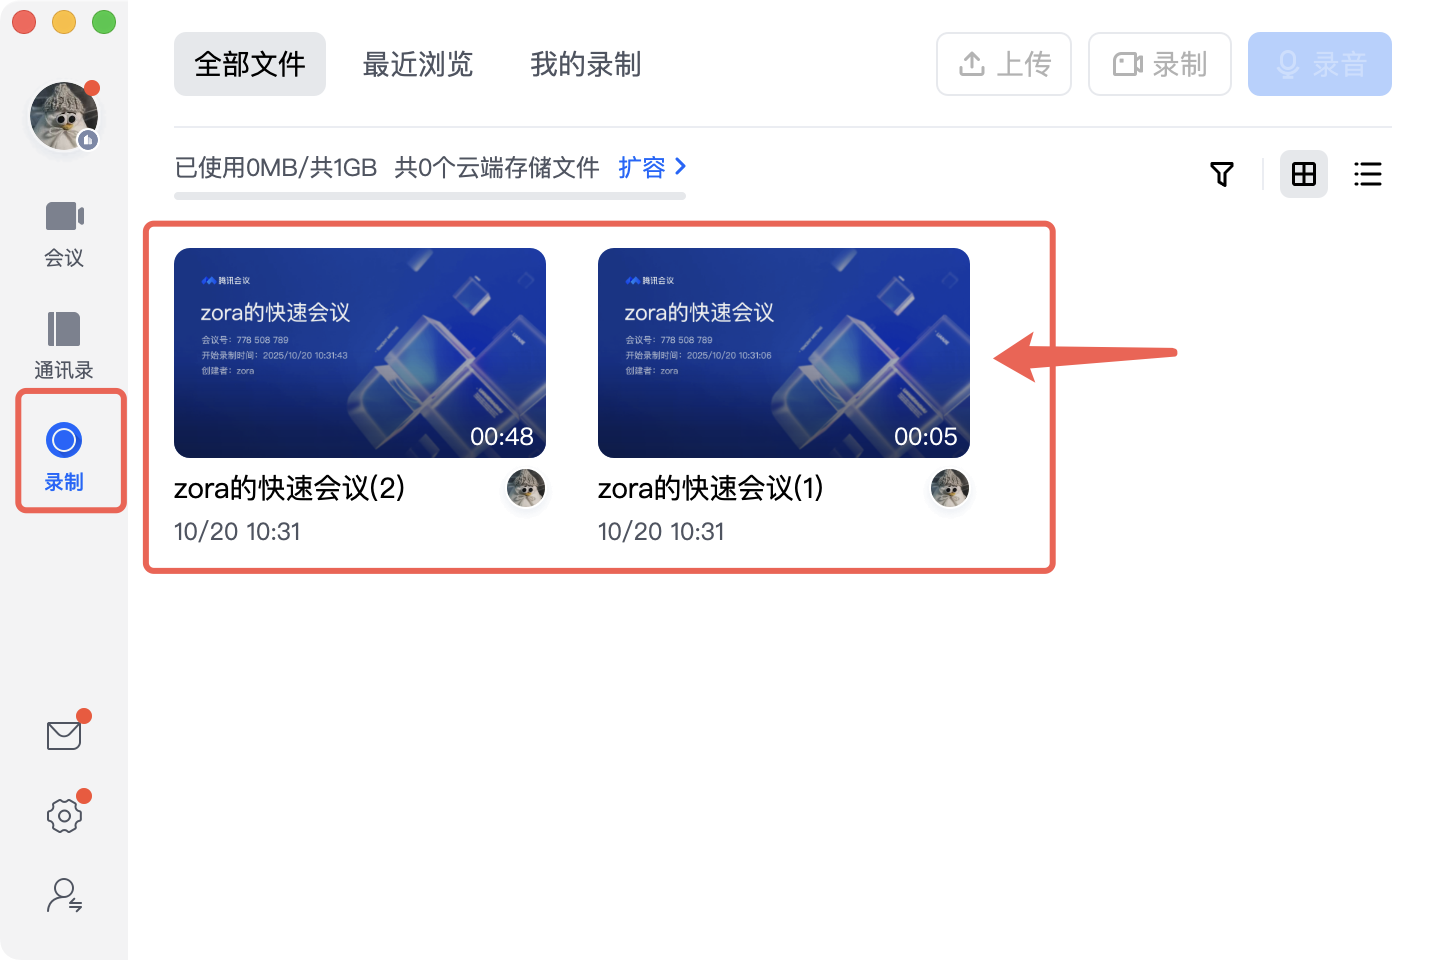 全部文件
最近浏览
我的录制
上传
录制
录音
已使用0MB/共1GB 共0个云端存储文件 扩容
会议
通讯录
录制
腾讯会议
zora的快速会议
会议号：778 508 789
开始录制时间：2025/10/20 10:31:43
创建者：zora
00:48
zora的快速会议(2)
10/20 10:31
腾讯会议
zora的快速会议
会议号：778 508 789
开始录制时间：2025/10/20 10:31:06
创建者：zora
00:05
zora的快速会议(1)
10/20 10:31